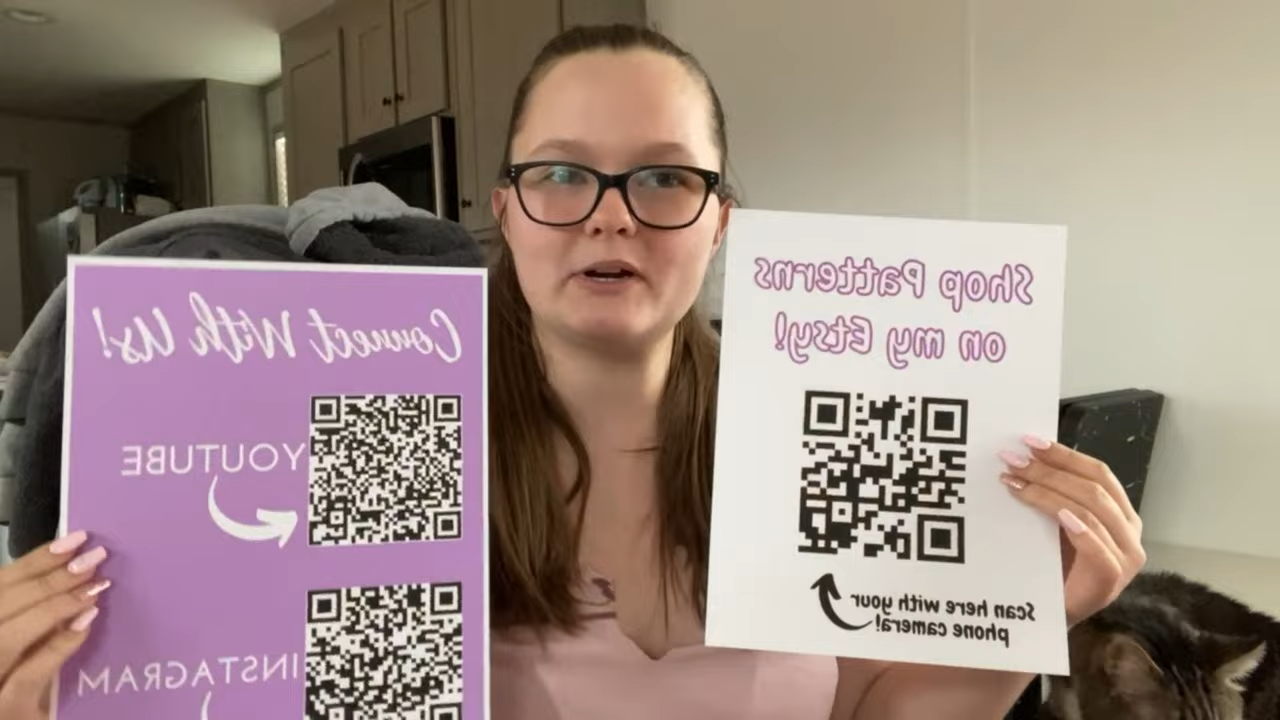 Connect With Us!
YOUTUBE
INSTAGRAM
Shop Patterns
on my Etsy!
Scan here with your
phone camera!